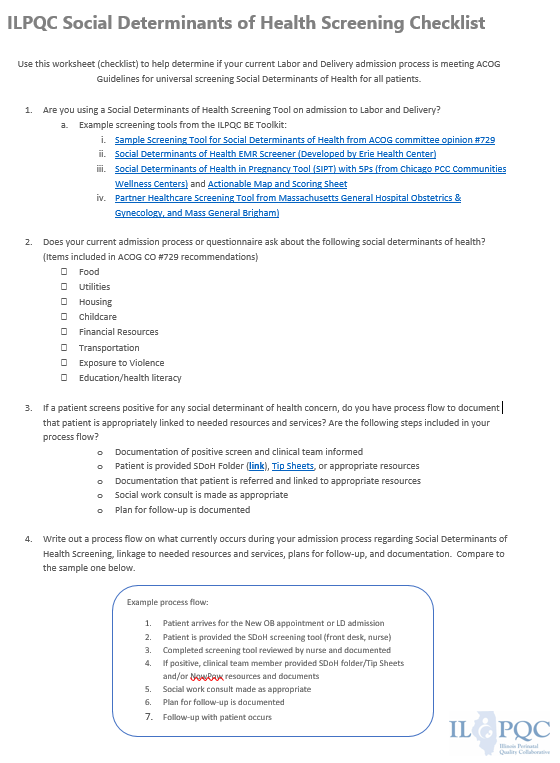 ILPQC Social Determinants of Health Screening Checklist
Use this worksheet (checklist) to help determine if your current Labor and Delivery admission process is meeting ACOG
Guidelines for universal screening Social Determinants of Health for all patients.
1. Are you using a Social Determinants of Health Screening Tool on admission to Labor and Delivery?
a. Example screening tools from the ILPQC BE Toolkit:
i. Sample Screening Tool for Social Determinants of Health from ACOG committee opinion #729
ii. Social Determinants of Health EMR Screener (Developed by Erie Health Center)
iii. Social Determinants of Health in Pregnancy Tool (SIPT) with 5Ps (from Chicago PCC Communities
Wellness Centers) and Actionable Map and Scoring Sheet
iv. Partner Healthcare Screening Tool from Massachusetts General Hospital Obstetrics &
Gynecology, and Mass General Brigham)
2. Does your current admission process or questionnaire ask about the following social determinants of health?
(Items included in ACOG CO #729 recommendations)
☐ Food
☐ Utilities
☐ Housing
☐ Childcare
☐ Financial Resources
☐ Transportation
☐ Exposure to Violence
☐ Education/health literacy
3. If a patient screens positive for any social determinant of health concern, do you have process flow to document
that patient is appropriately linked to needed resources and services? Are the following steps included in your
process flow?
o Documentation of positive screen and clinical team informed
o Patient is provided SDoH Folder (link), Tip Sheets, or appropriate resources
o Documentation that patient is referred and linked to appropriate resources
o Social work consult is made as appropriate
o Plan for follow-up is documented
4. Write out a process flow on what currently occurs during your admission process regarding Social Determinants of
Health Screening, linkage to needed resources and services, plans for follow-up, and documentation. Compare to
the sample one below.
Example process flow:
1. Patient arrives for the New OB appointment or LD admission
2. Patient is provided the SDoH screening tool (front desk, nurse)
3. Completed screening tool reviewed by nurse and documented
4. If positive, clinical team member provided SDoH folder/Tip Sheets
and/or NowPow resources and documents
5. Social work consult made as appropriate
6. Plan for follow-up is documented
7. Follow-up with patient occurs
IL PQC
Illinois Perinatal
Quality Collaborative